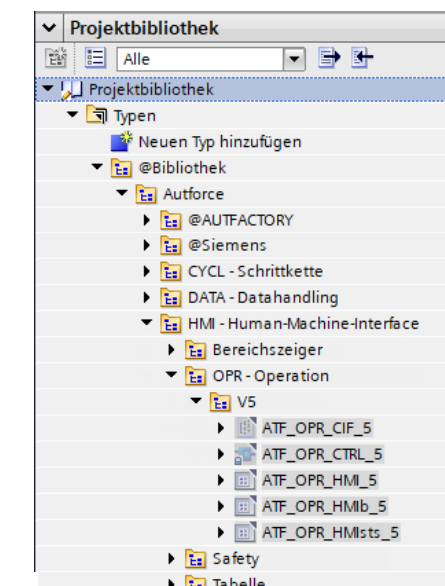 Projektbibliothek
Alle
Projektbibliothek
Typen
Neuen Typ hinzufügen
@Bibliothek
Autforce
@AUTFACTORY
@Siemens
CYCL - Schrittkette
DATA - Datahandling
HMI - Human-Machine-Interface
Bereichszeiger
OPR - Operation
V5
ATF_OPR_CIF_5
ATF_OPR_CTRL_5
ATF_OPR_HMI_5
ATF_OPR_HMIb_5
ATF_OPR_HMIsts_5
Safety
Tabelle